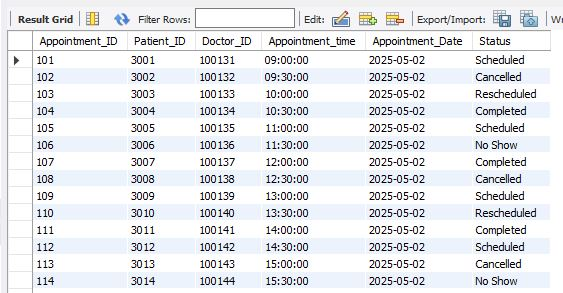 Result Grid Filter Rows: Edit: Export/Import:
Appointment_ID Patient_ID Doctor_ID Appointment_time Appointment_Date Status
101 3001 100131 09:00:00 2025-05-02 Scheduled
102 3002 100132 09:30:00 2025-05-02 Cancelled
103 3003 100133 10:00:00 2025-05-02 Rescheduled
104 3004 100134 10:30:00 2025-05-02 Completed
105 3005 100135 11:00:00 2025-05-02 Scheduled
106 3006 100136 11:30:00 2025-05-02 No Show
107 3007 100137 12:00:00 2025-05-02 Completed
108 3008 100138 12:30:00 2025-05-02 Cancelled
109 3009 100139 13:00:00 2025-05-02 Scheduled
110 3010 100140 13:30:00 2025-05-02 Rescheduled
111 3011 100141 14:00:00 2025-05-02 Completed
112 3012 100142 14:30:00 2025-05-02 Scheduled
113 3013 100143 15:00:00 2025-05-02 Cancelled
114 3014 100144 15:30:00 2025-05-02 No Show